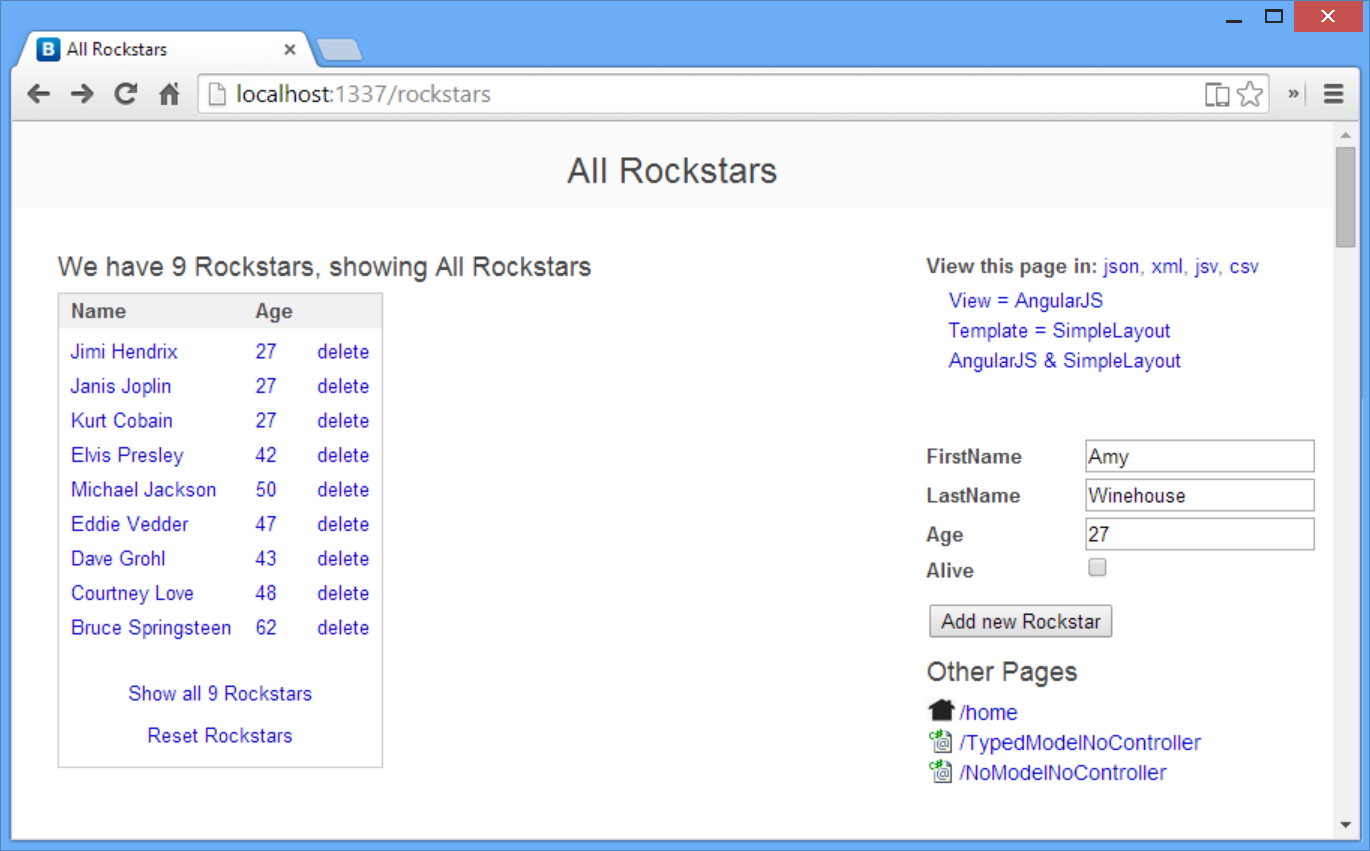 B All Rockstars
localhost:1337/rockstars
All Rockstars
We have 9 Rockstars, showing All Rockstars
Name Age
Jimi Hendrix 27 delete
Janis Joplin 27 delete
Kurt Cobain 27 delete
Elvis Presley 42 delete
Michael Jackson 50 delete
Eddie Vedder 47 delete
Dave Grohl 43 delete
Courtney Love 48 delete
Bruce Springsteen 62 delete
Show all 9 Rockstars
Reset Rockstars
View this page in: json, xml, jsv, csv
View = AngularJS
Template = SimpleLayout
AngularJS & SimpleLayout
FirstName Amy
LastName Winehouse
Age 27
Alive
Add new Rockstar
Other Pages
/home
/TypedModelNoController
/NoModelNoController